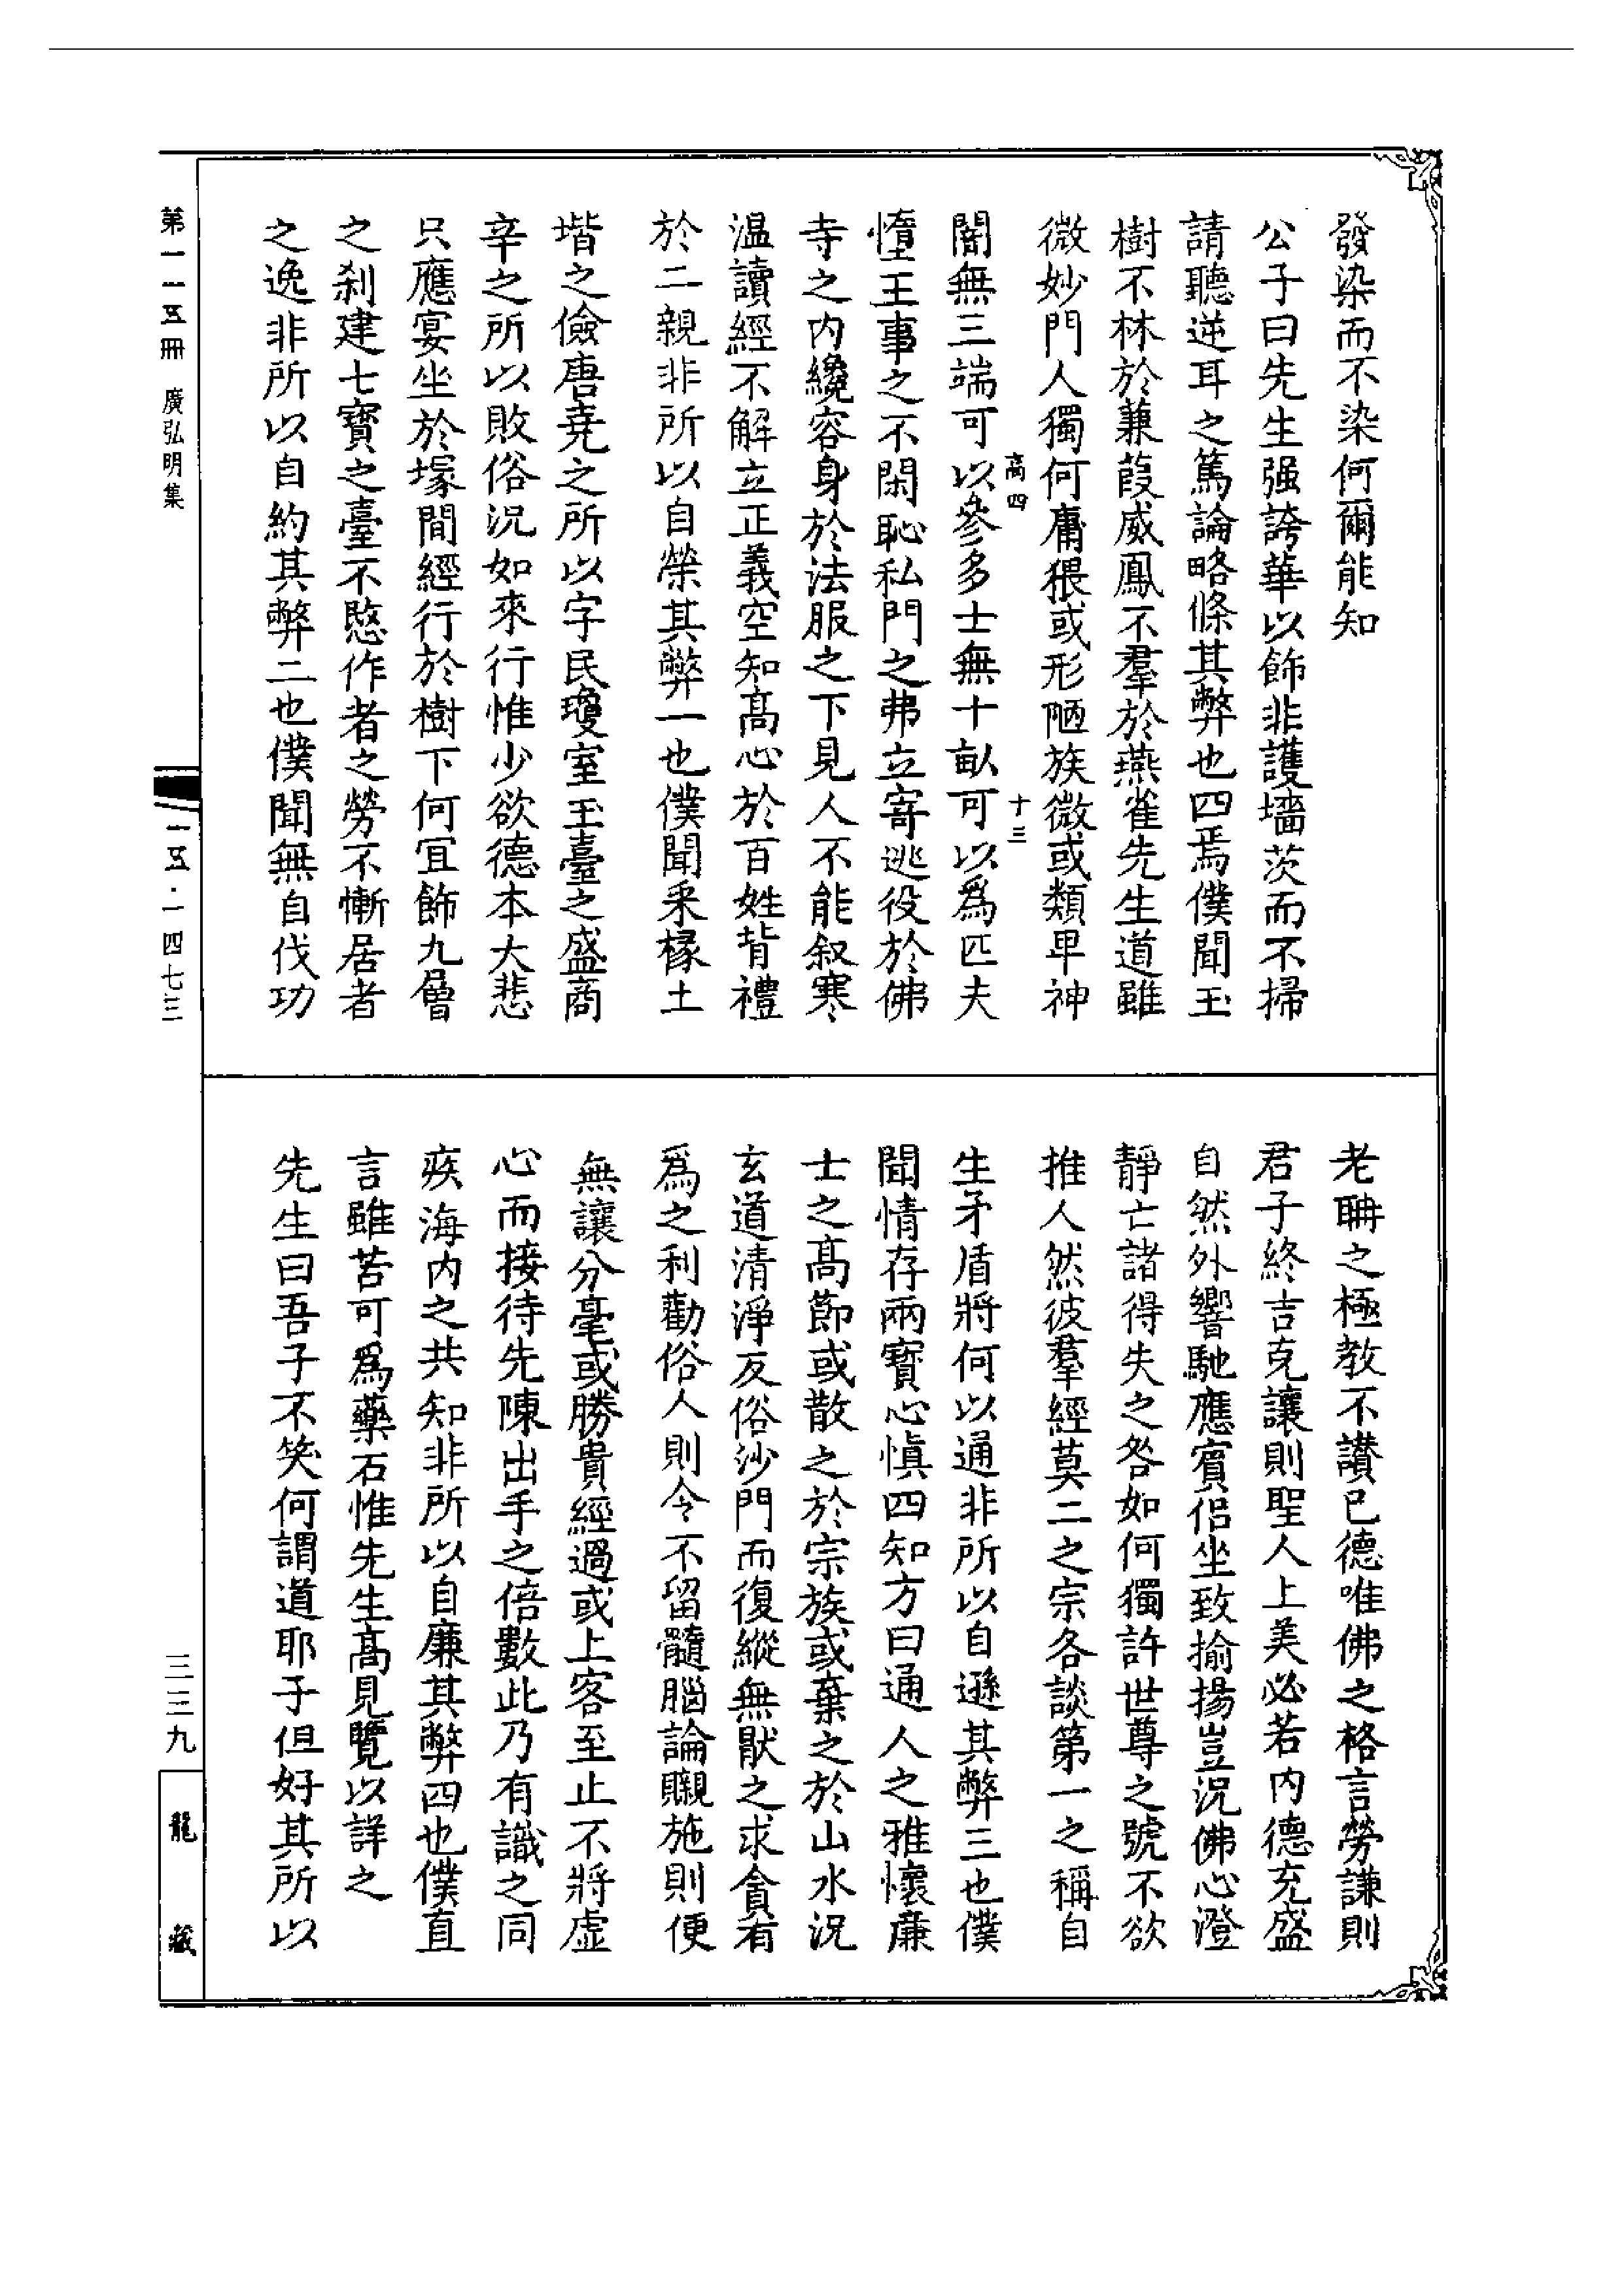 發染而不染何爾能知
公子曰先生强誇華以飾非護墻茨而不掃
請聽逆耳之篤論略條其弊也四焉僕聞玉
樹不林於蒹葭威鳳不羣於燕雀先生道雖
微妙門人獨何庸猥或形陋族微或類卑神
高四 十三
闇無三端可以參多士無十畝可以爲匹夫
惰王事之不閑恥私門之弗立寄逃役於佛
寺之内纔容身於法服之下見人不能叙寒
温讀經不解立正義空知高心於百姓背禮
於二親非所以自榮其弊一也僕聞采椽土
堦之儉唐堯之所以字民瓊室玉臺之盛商
辛之所以敗俗況如來行惟少欲德本大悲
只應宴坐於塚間經行於樹下何宜飾九層
之刹建七寶之臺不愍作者之勞不慚居者
之逸非所以自約其弊二也僕聞無自伐功
老聃之極教不讃已德唯佛之格言勞謙則
君子終吉克讓則聖人上美必若内德充盛
自然外響馳應賓侣坐致揄揚豈況佛心澄
靜亡諸得失之咎如何獨許世尊之號不欲
推人然彼羣經莫二之宗各談第一之稱自
生矛盾將何以通非所以自遜其弊三也僕
聞情存兩寶心慎四知方曰通人之雅懷廉
士之高節或散之於宗族或棄之於山水況
玄道清淨反俗沙門而復縱無猒之求貪有
爲之利勸俗人則令不留髓腦論䞋施則便
無讓分毫或勝貴經過或上客至止不將虛
心而接待先陳出手之倍數此乃有識之同
疾海内之共知非所以自廉其弊四也僕直
言雖苦可爲藥石惟先生高見覽以詳之
先生曰吾子不笑何謂道耶子但好其所以
第一一五冊 廣弘明集
一五·一四七三
三三九
龍藏